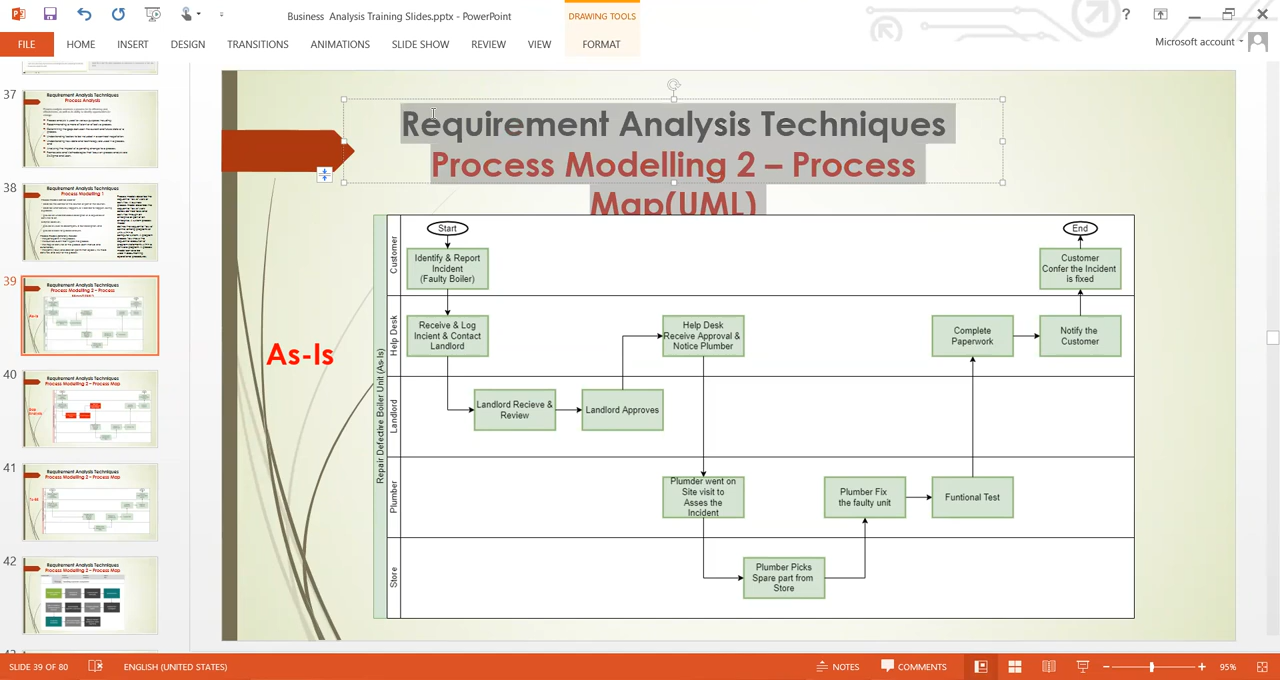 Business Analysis Training Slides.pptx - PowerPoint
DRAWING TOOLS
?
FILE
HOME
INSERT
DESIGN
TRANSITIONS
ANIMATIONS
SLIDE SHOW
REVIEW
VIEW
FORMAT
Microsoft account
37
Requirement Analysis Techniques
Process Analysis
38
Requirement Analysis Techniques
Process Modelling 1
39
Requirement Analysis Techniques
Process Modelling 2 – Process
As-Is
40
Requirement Analysis Techniques
Process Modelling 2 – Process Map
41
Requirement Analysis Techniques
Process Modelling 2 – Process Map
42
Requirement Analysis Techniques
Process Modelling 2 – Process Map
Requirement Analysis Techniques
Process Modelling 2 – Process
Map(UML)
As-Is
Repair Defective Boiler Unit (As-Is)
Customer
Start
Identify & Report
Incident
(Faulty Boiler)
End
Customer
Confer the Incident
is fixed
Help Desk
Receive & Log
Incient & Contact
Landlord
Help Desk
Receive Approval &
Notice Plumber
Complete
Paperwork
Notify the
Customer
Landlord
Landlord Recieve &
Review
Landlord Approves
Plumber
Plumder went on
Site visit to
Asses the
Incident
Plumber Fix
the faulty unit
Funtional Test
Store
Plumber Picks
Spare part from
Store
SLIDE 39 OF 80
ENGLISH (UNITED STATES)
NOTES
COMMENTS
95%